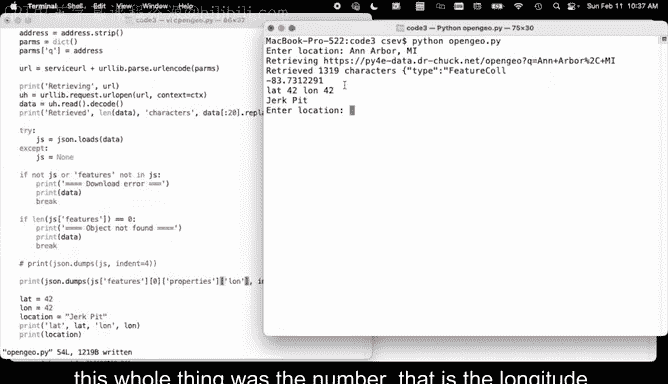 Terminal Shell Edit View Window Help
Sun Feb 11 10:37 AM
bilibili.com
code3 — vi opengeo.py — 86×37
address = address.strip()
parms = dict()
parms['q'] = address
url = serviceurl + urllib.parse.urlencode(parms)
print('Retrieving', url)
uh = urllib.request.urlopen(url, context=ctx)
data = uh.read().decode()
print('Retrieved', len(data), 'characters', data[:20].replac
try:
js = json.loads(data)
except:
js = None
if not js or 'features' not in js:
print('==== Download error ===')
print(data)
break
if len(js['features']) == 0:
print('==== Object not found ====')
print(data)
break
# print(json.dumps(js, indent=4))
print(json.dumps(js['features'][0]['properties']['lon'], in
lat = 42
lon = 42
location = "Jerk Pit"
print('lat', lat, 'lon', lon)
print(location)
"opengeo.py" 54L, 1219B written
code3 — Python opengeo.py — 75×30
MacBook-Pro-522:code3 csev$ python opengeo.py
Enter location: Ann Arbor, MI
Retrieving https://py4e-data.dr-chuck.net/opengeo?q=Ann+Arbor%2C+MI
Retrieved 1319 characters {"type":"FeatureColl
-83.7312291
lat 42 lon 42
Jerk Pit
Enter location:
this whole thing was the number, that is the longitude